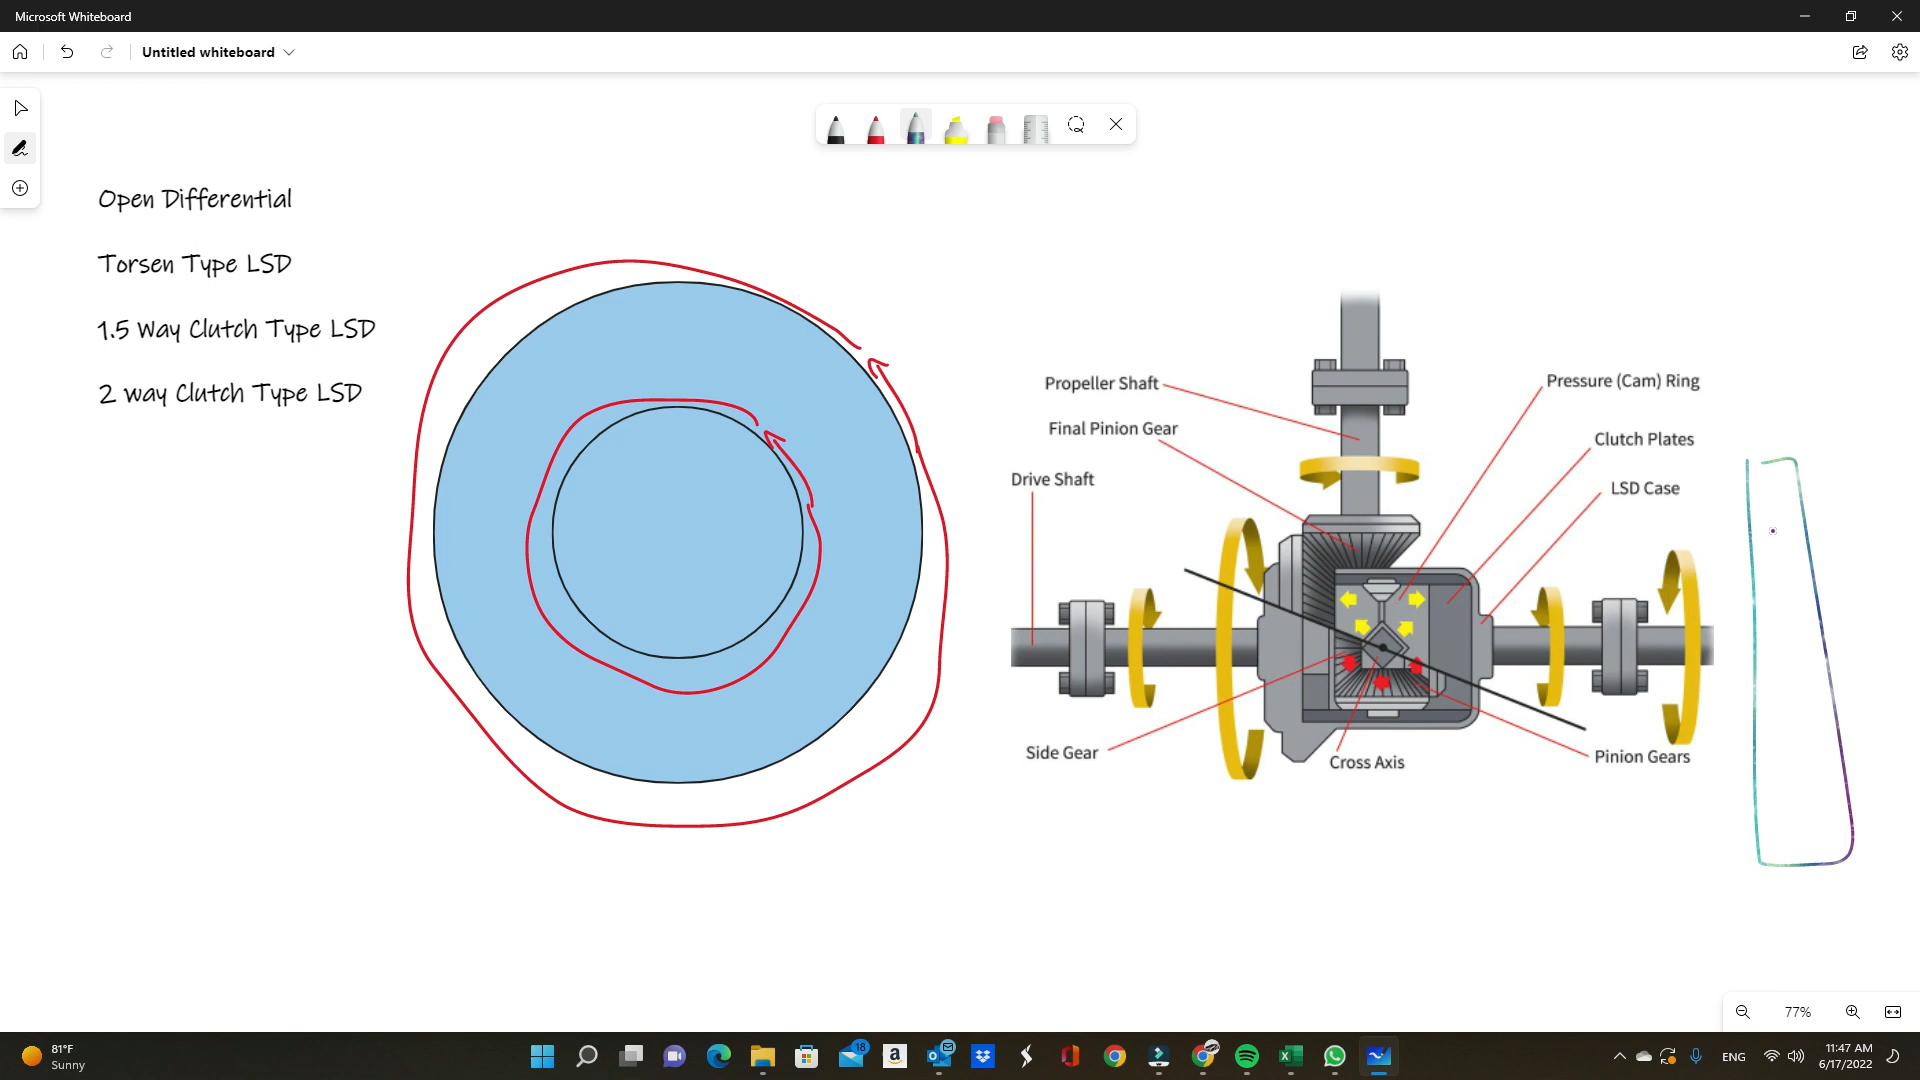 Microsoft Whiteboard
Untitled whiteboard
Open Differential
Torsen Type LSD
1.5 Way Clutch Type LSD
2 way Clutch Type LSD
Propeller Shaft
Pressure (Cam) Ring
Final Pinion Gear
Clutch Plates
Drive Shaft
LSD Case
Side Gear
Cross Axis
Pinion Gears
77%
81°F
Sunny
18
a
ENG
11:47 AM
6/17/2022